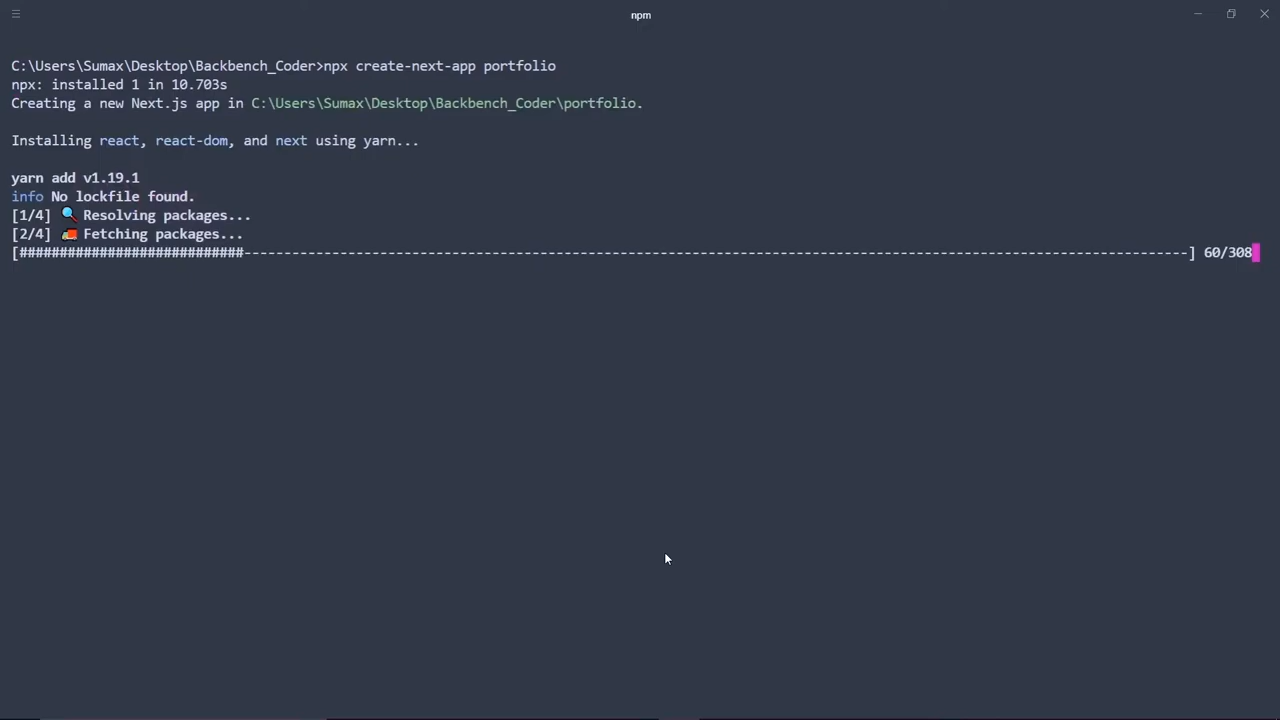 npm
C:\Users\Sumax\Desktop\Backbench_Coder>npx create-next-app portfolio
npx: installed 1 in 10.703s
Creating a new Next.js app in C:\Users\Sumax\Desktop\Backbench_Coder\portfolio.
Installing react, react-dom, and next using yarn...
yarn add v1.19.1
info No lockfile found.
[1/4] 🔍 Resolving packages...
[2/4] 🚚 Fetching packages...
[############################----------------------------------------------------------------------------------------------------------------------] 60/308